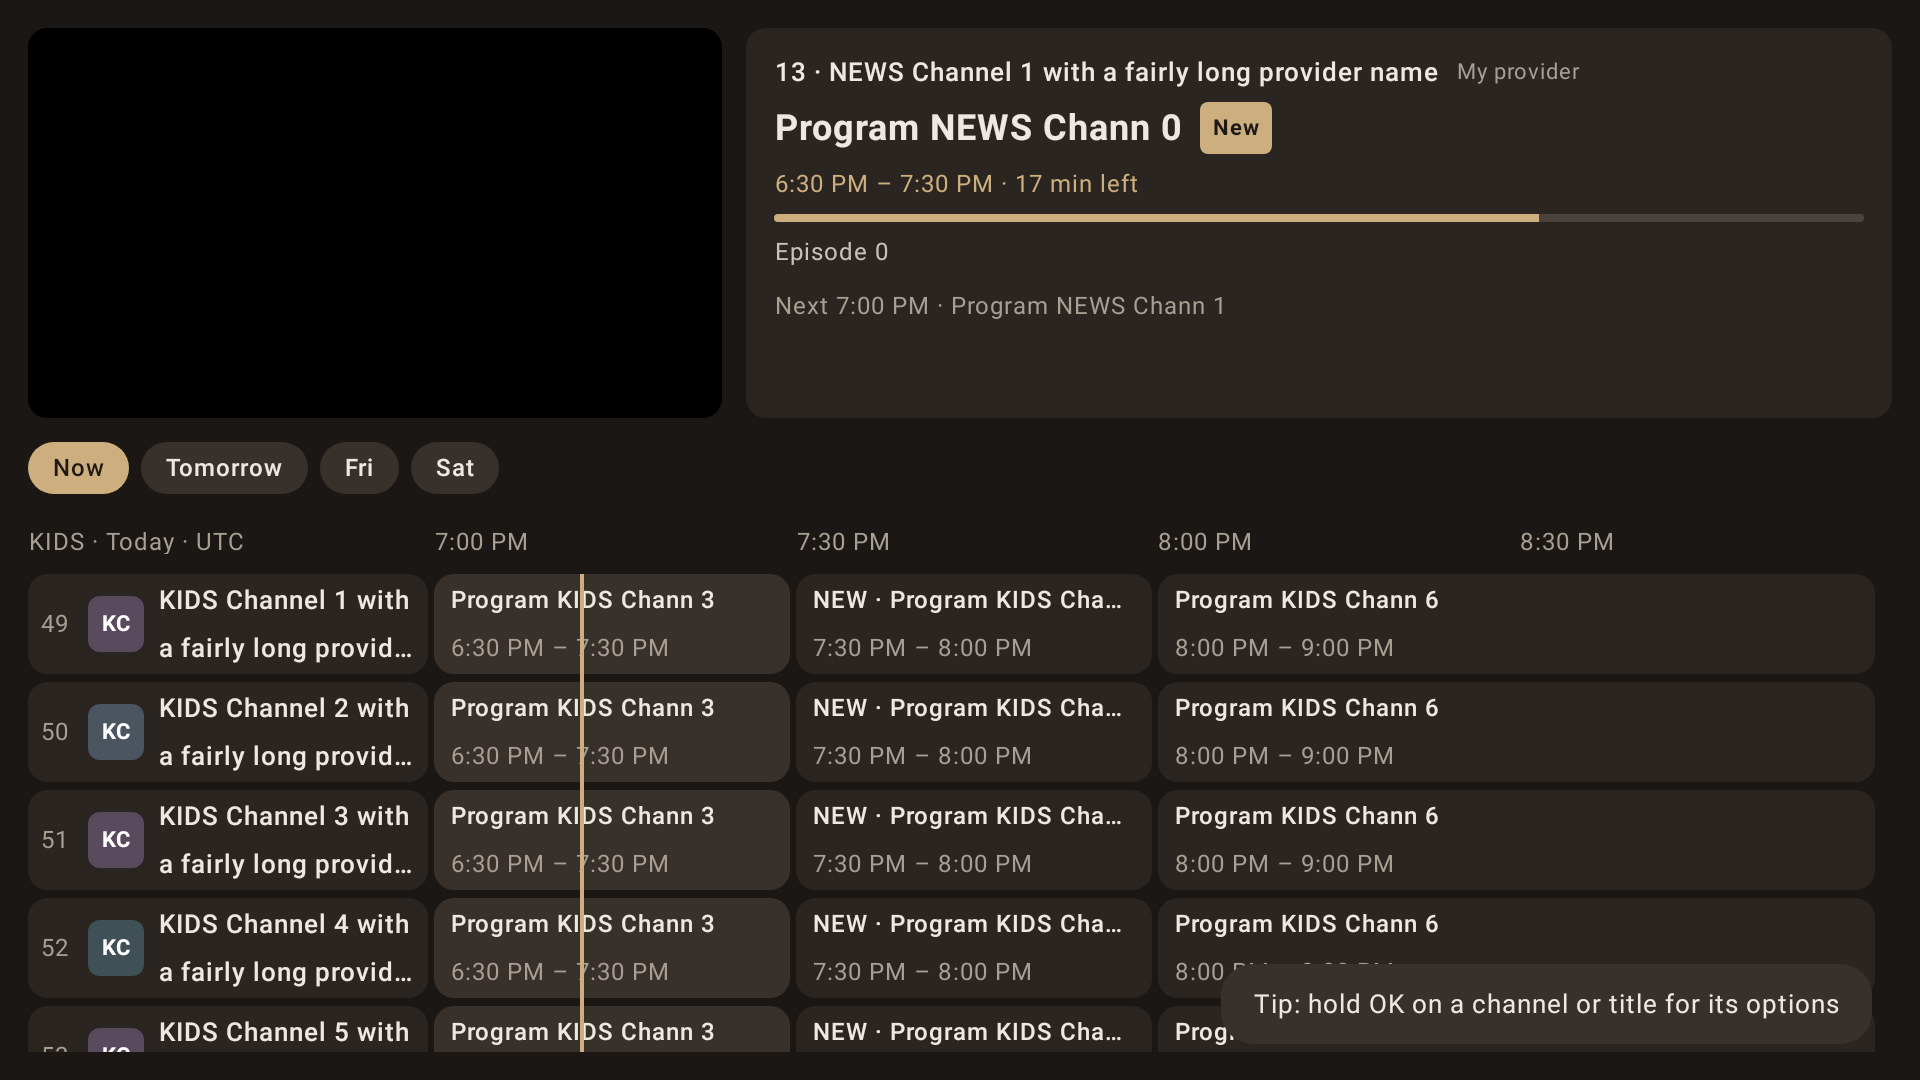 13 · NEWS Channel 1 with a fairly long provider name My provider
Program NEWS Chann 0 New
6:30 PM – 7:30 PM · 17 min left
Episode 0
Next 7:00 PM · Program NEWS Chann 1
Now Tomorrow Fri Sat
KIDS · Today · UTC 7:00 PM 7:30 PM 8:00 PM 8:30 PM
49 KC KIDS Channel 1 with
a fairly long provid…
Program KIDS Chann 3
6:30 PM – 7:30 PM
NEW · Program KIDS Cha…
7:30 PM – 8:00 PM
Program KIDS Chann 6
8:00 PM – 9:00 PM
50 KC KIDS Channel 2 with
a fairly long provid…
Program KIDS Chann 3
6:30 PM – 7:30 PM
NEW · Program KIDS Cha…
7:30 PM – 8:00 PM
Program KIDS Chann 6
8:00 PM – 9:00 PM
51 KC KIDS Channel 3 with
a fairly long provid…
Program KIDS Chann 3
6:30 PM – 7:30 PM
NEW · Program KIDS Cha…
7:30 PM – 8:00 PM
Program KIDS Chann 6
8:00 PM – 9:00 PM
52 KC KIDS Channel 4 with
a fairly long provid…
Program KIDS Chann 3
6:30 PM – 7:30 PM
NEW · Program KIDS Cha…
7:30 PM – 8:00 PM
Program KIDS Chann 6
8:00
KIDS Channel 5 with
Program KIDS Chann 3
NEW · Program KIDS Cha…
Tip: hold OK on a channel or title for its options